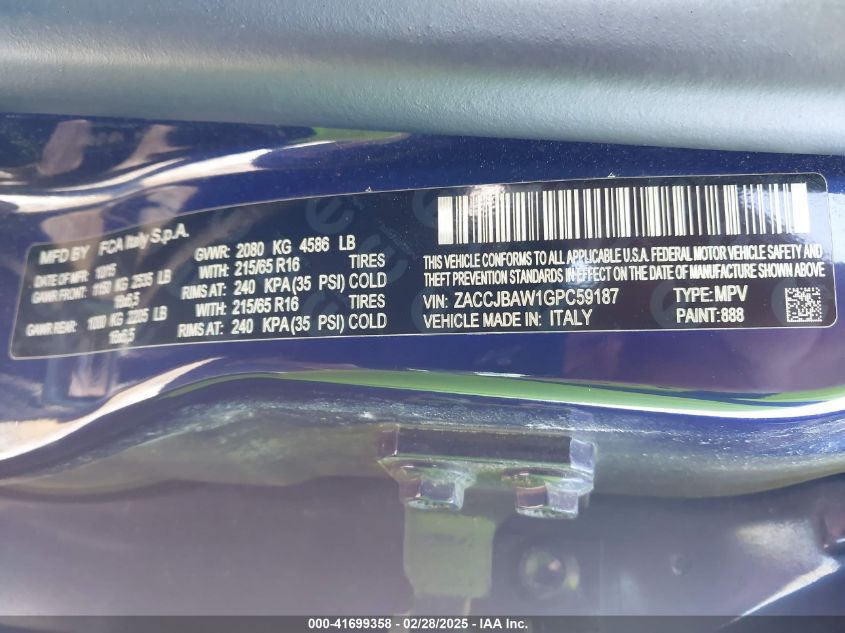 MFD BY FCA Italy S.p.A. GVWR: 2080 KG 4586 LB
DATE OF MFR: 10/15 WITH: 215/65 R16 TIRES
GAWR FRONT: 1150 KG 2535 LB RIMS AT: 240 KPA (35 PSI) COLD
16x6,5 WITH: 215/65 R16 TIRES
GAWR REAR: 1000 KG 2205 LB RIMS AT: 240 KPA (35 PSI) COLD
16x6,5
THIS VEHICLE CONFORMS TO ALL APPLICABLE U.S.A. FEDERAL MOTOR VEHICLE SAFETY AND
THEFT PREVENTION STANDARDS IN EFFECT ON THE DATE OF MANUFACTURE SHOWN ABOVE
VIN: ZACCJBAW1GPC59187 TYPE: MPV
VEHICLE MADE IN: ITALY PAINT: 888
000-41699358 - 02/28/2025 - IAA Inc.